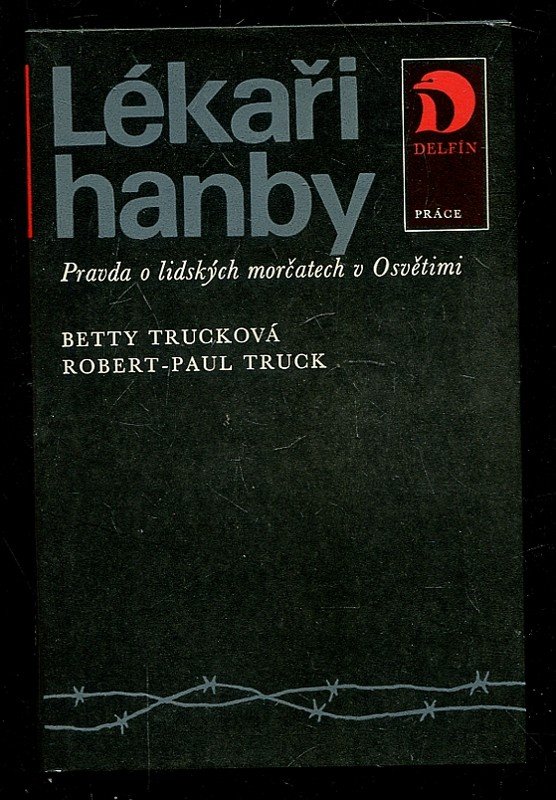 Lékaři
hanby
DELFÍN
PRÁCE
Pravda o lidských morčatech v Osvětimi
BETTY TRUCKOVÁ
ROBERT-PAUL TRUCK